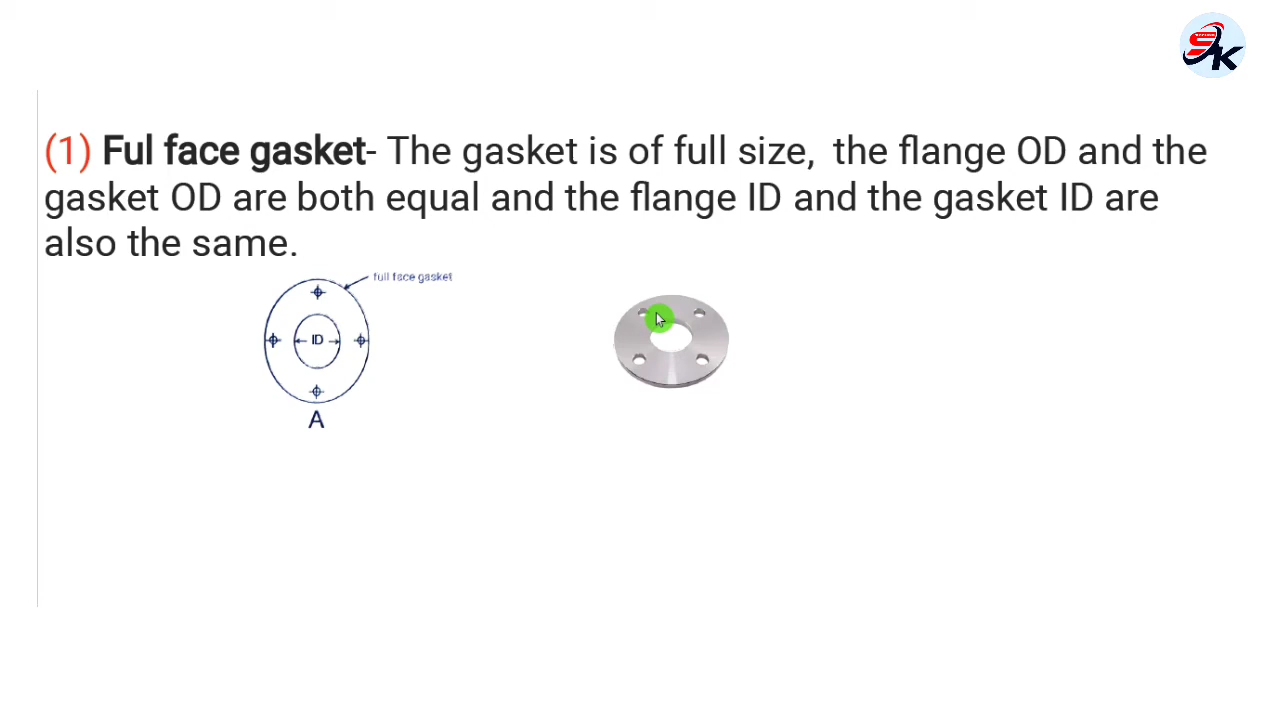 SK
(1) Ful face gasket- The gasket is of full size, the flange OD and the
gasket OD are both equal and the flange ID and the gasket ID are
also the same.
full face gasket
ID
A